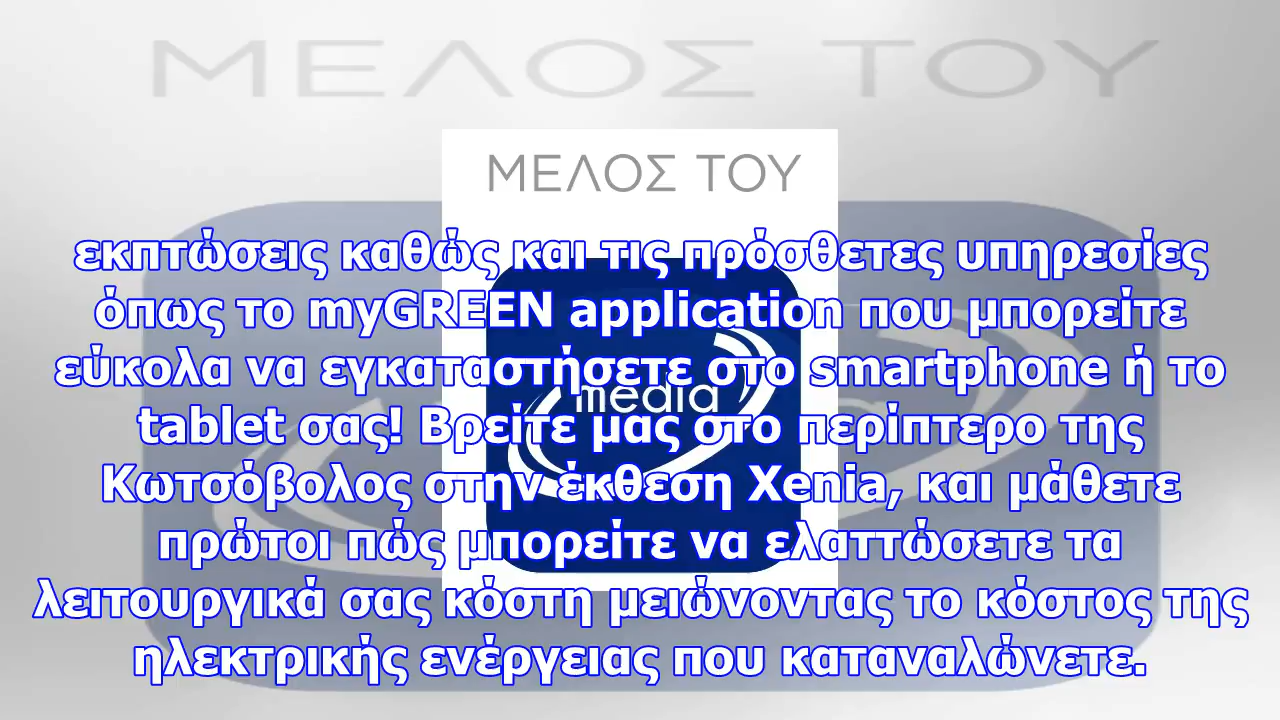 ΜΕΛΟΣ ΤΟΥ
ΜΕΛΟΣ ΤΟΥ
εκπτώσεις καθώς και τις πρόσθετες υπηρεσίες
όπως το myGREEN application που μπορείτε
εύκολα να εγκαταστήσετε στο smartphone ή το
media
tablet σας! Βρείτε μας στο περίπτερο της
Κωτσόβολος στην έκθεση Xenia, και μάθετε
πρώτοι πώς μπορείτε να ελαττώσετε τα
λειτουργικά σας κόστη μειώνοντας το κόστος της
ηλεκτρικής ενέργειας που καταναλώνετε.